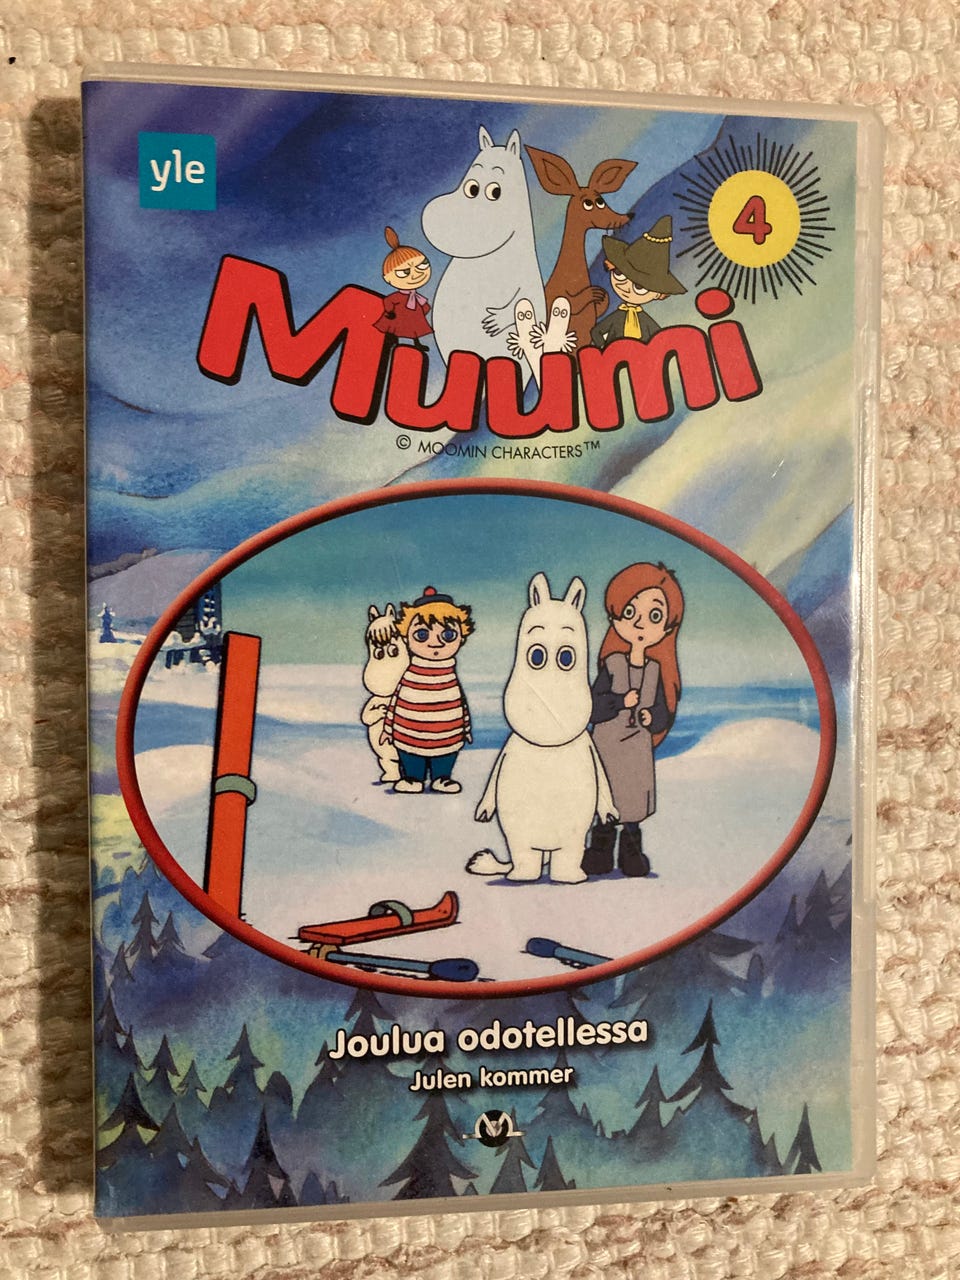 yle
4
Muumi
© MOOMIN CHARACTERS™
Joulua odotellessa
Julen kommer